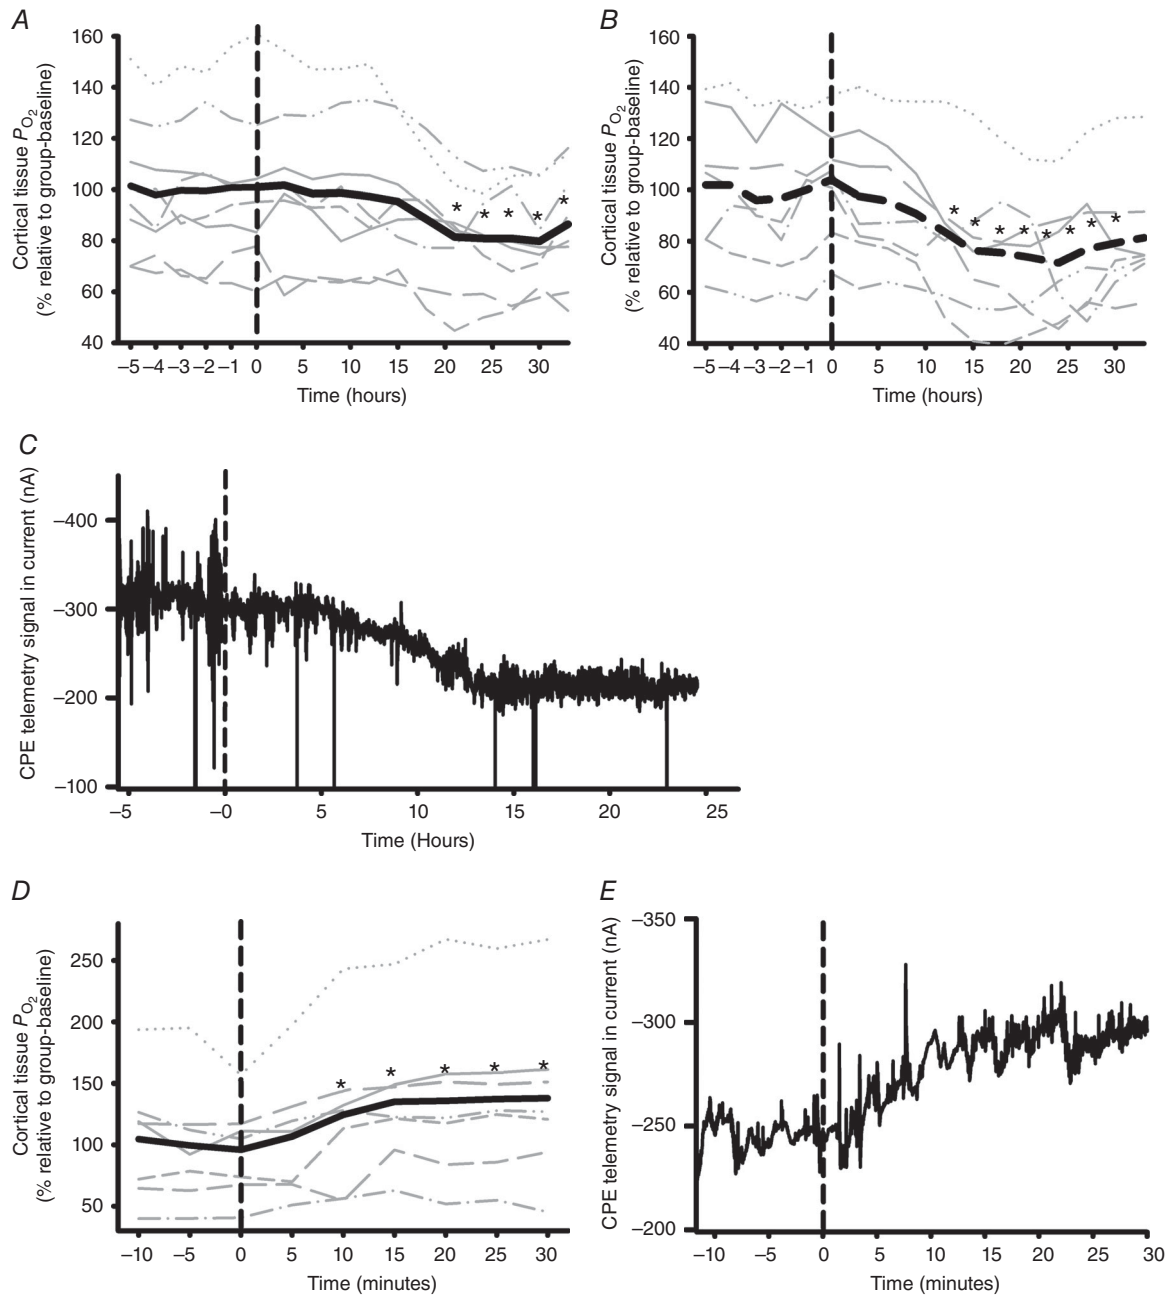 A
B
Cortical tissue PO2
(% relative to group-baseline)
160
140
120
100
80
60
40
* * * * *
–5 –4 –3 –2 –1 0 5 10 15 20 25 30
Time (hours)
Cortical tissue PO2
(% relative to group-baseline)
160
140
120
100
80
60
40
* * * * * * * *
–5 –4 –3 –2 –1 0 5 10 15 20 25 30
Time (hours)
C
CPE telemetry signal in current (nA)
–400
–300
–200
–100
–5 –0 5 10 15 20 25
Time (Hours)
D
Cortical tissue PO2
(% relative to group-baseline)
250
200
150
100
50
* * * * *
–10 –5 0 5 10 15 20 25 30
Time (minutes)
E
CPE telemetry signal in current (nA)
–350
–300
–250
–200
–10 –5 0 5 10 15 20 25 30
Time (minutes)